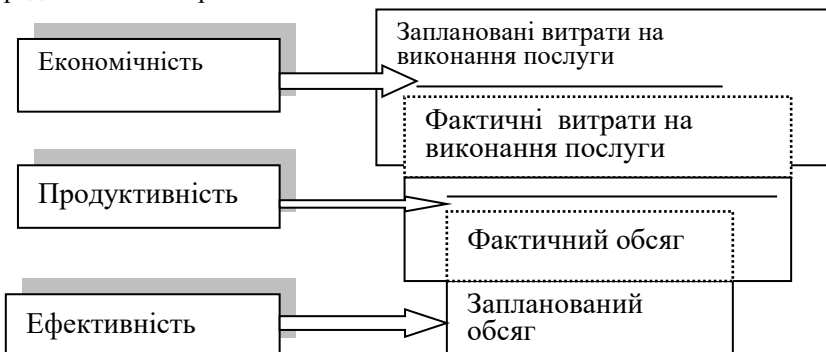 Економічність
Заплановані витрати на
виконання послуги
Фактичні витрати на
виконання послуги
Продуктивність
Фактичний обсяг
Ефективність
Запланований
обсяг